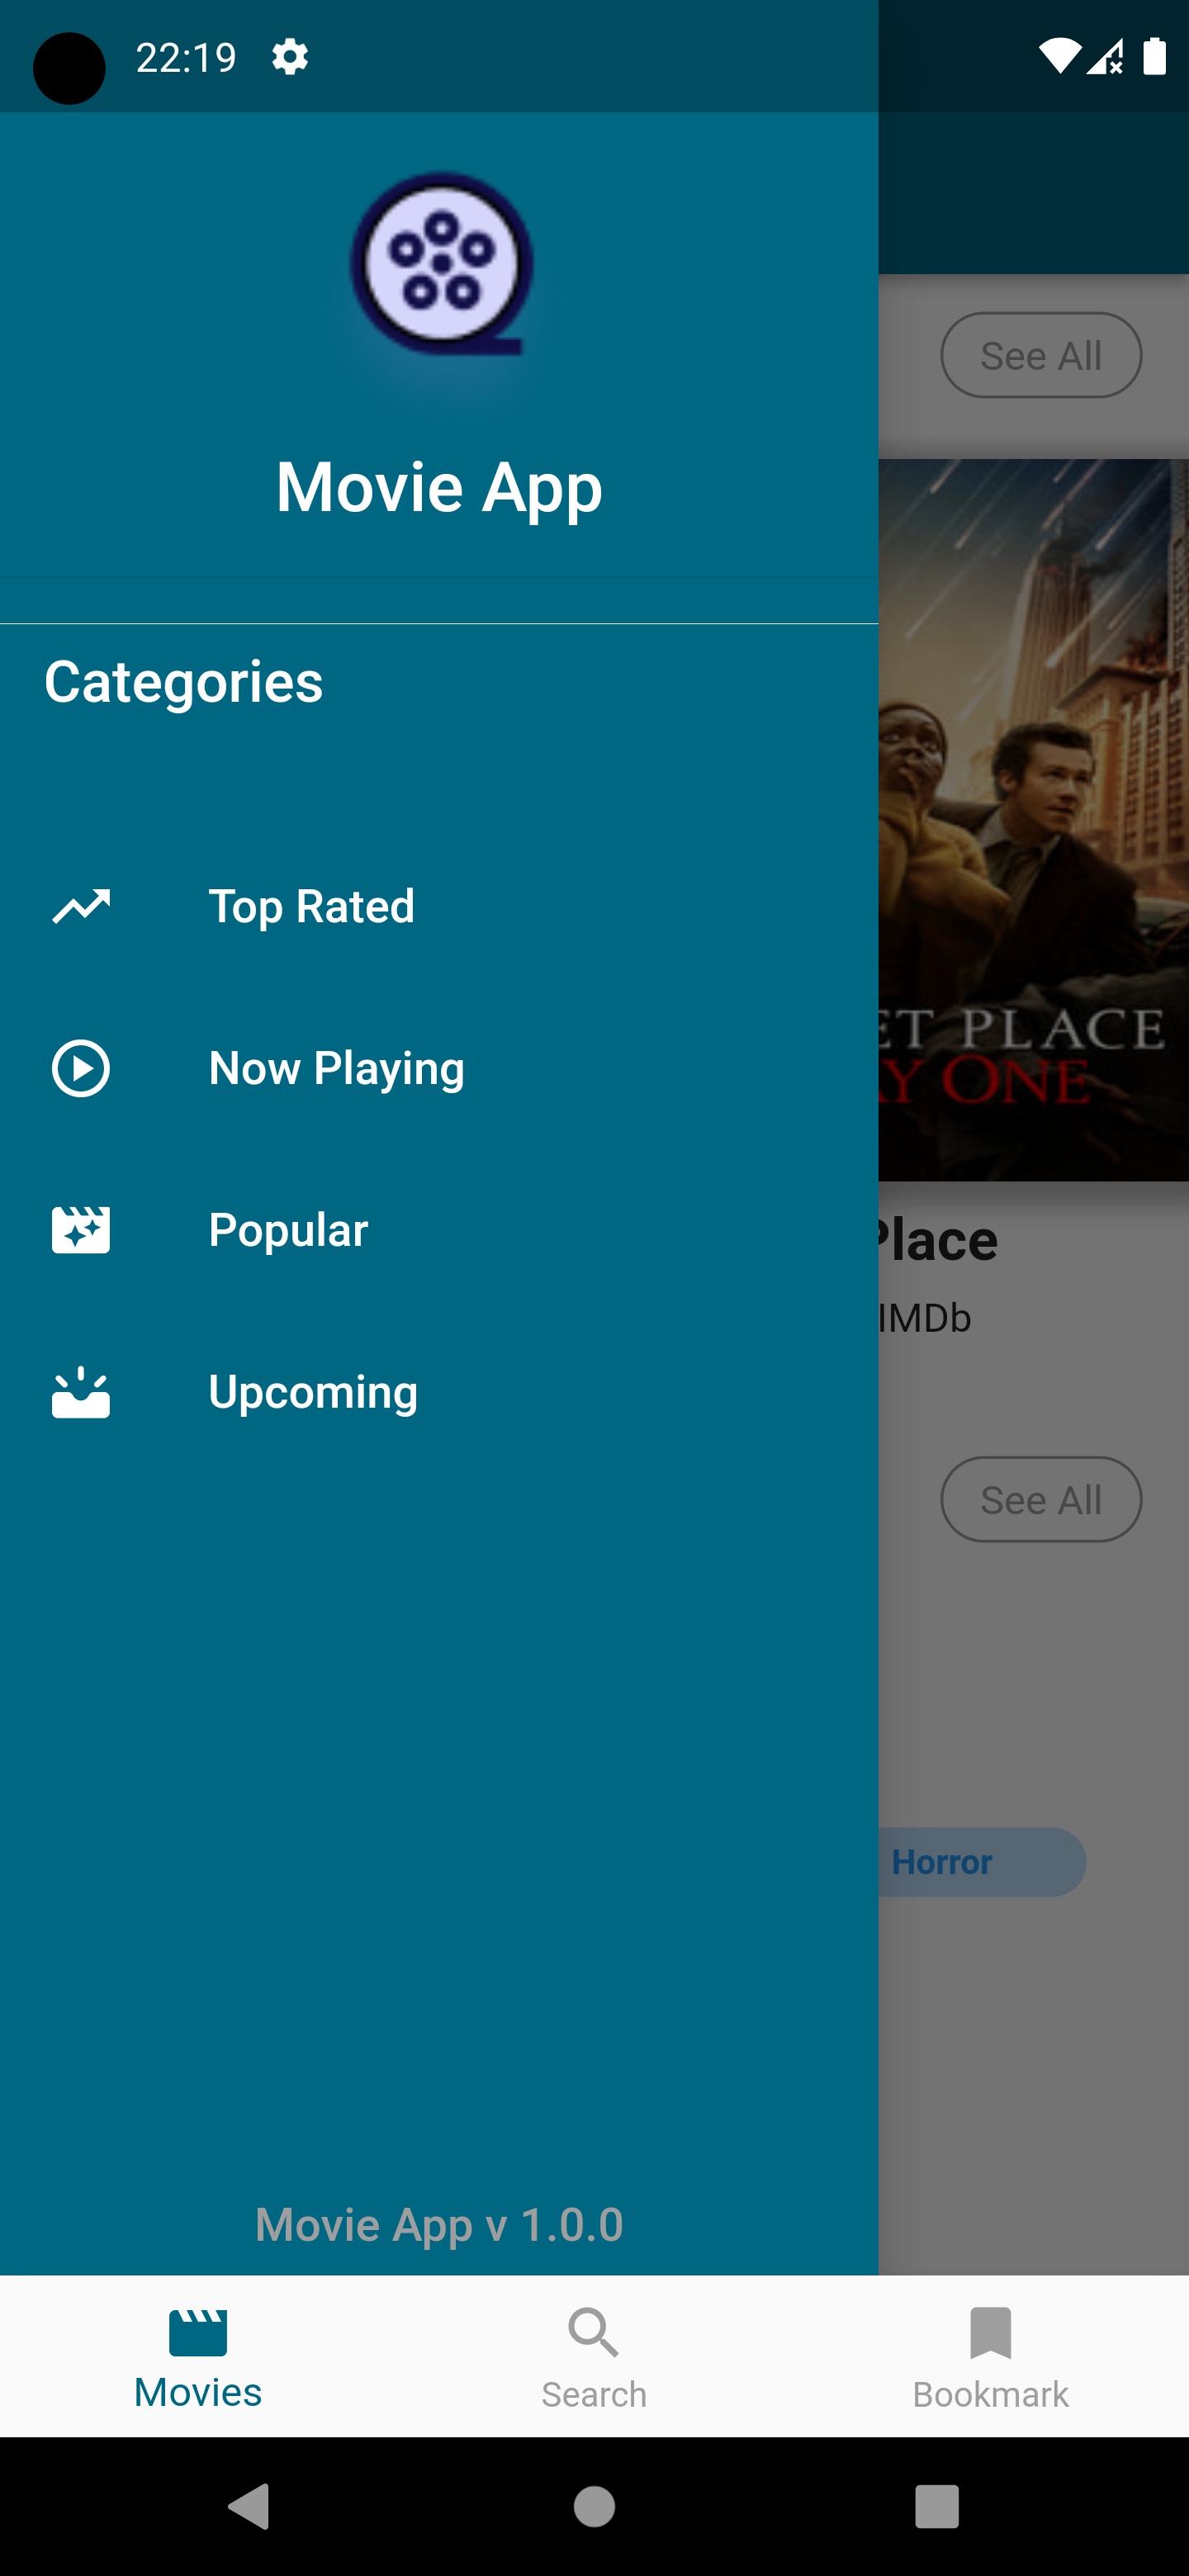 22:19
See All
Movie App
Categories
Top Rated
Now Playing
ET PLACE
Y ONE
Popular
Place
IMDb
Upcoming
See All
Horror
Movie App v 1.0.0
Movies
Search
Bookmark